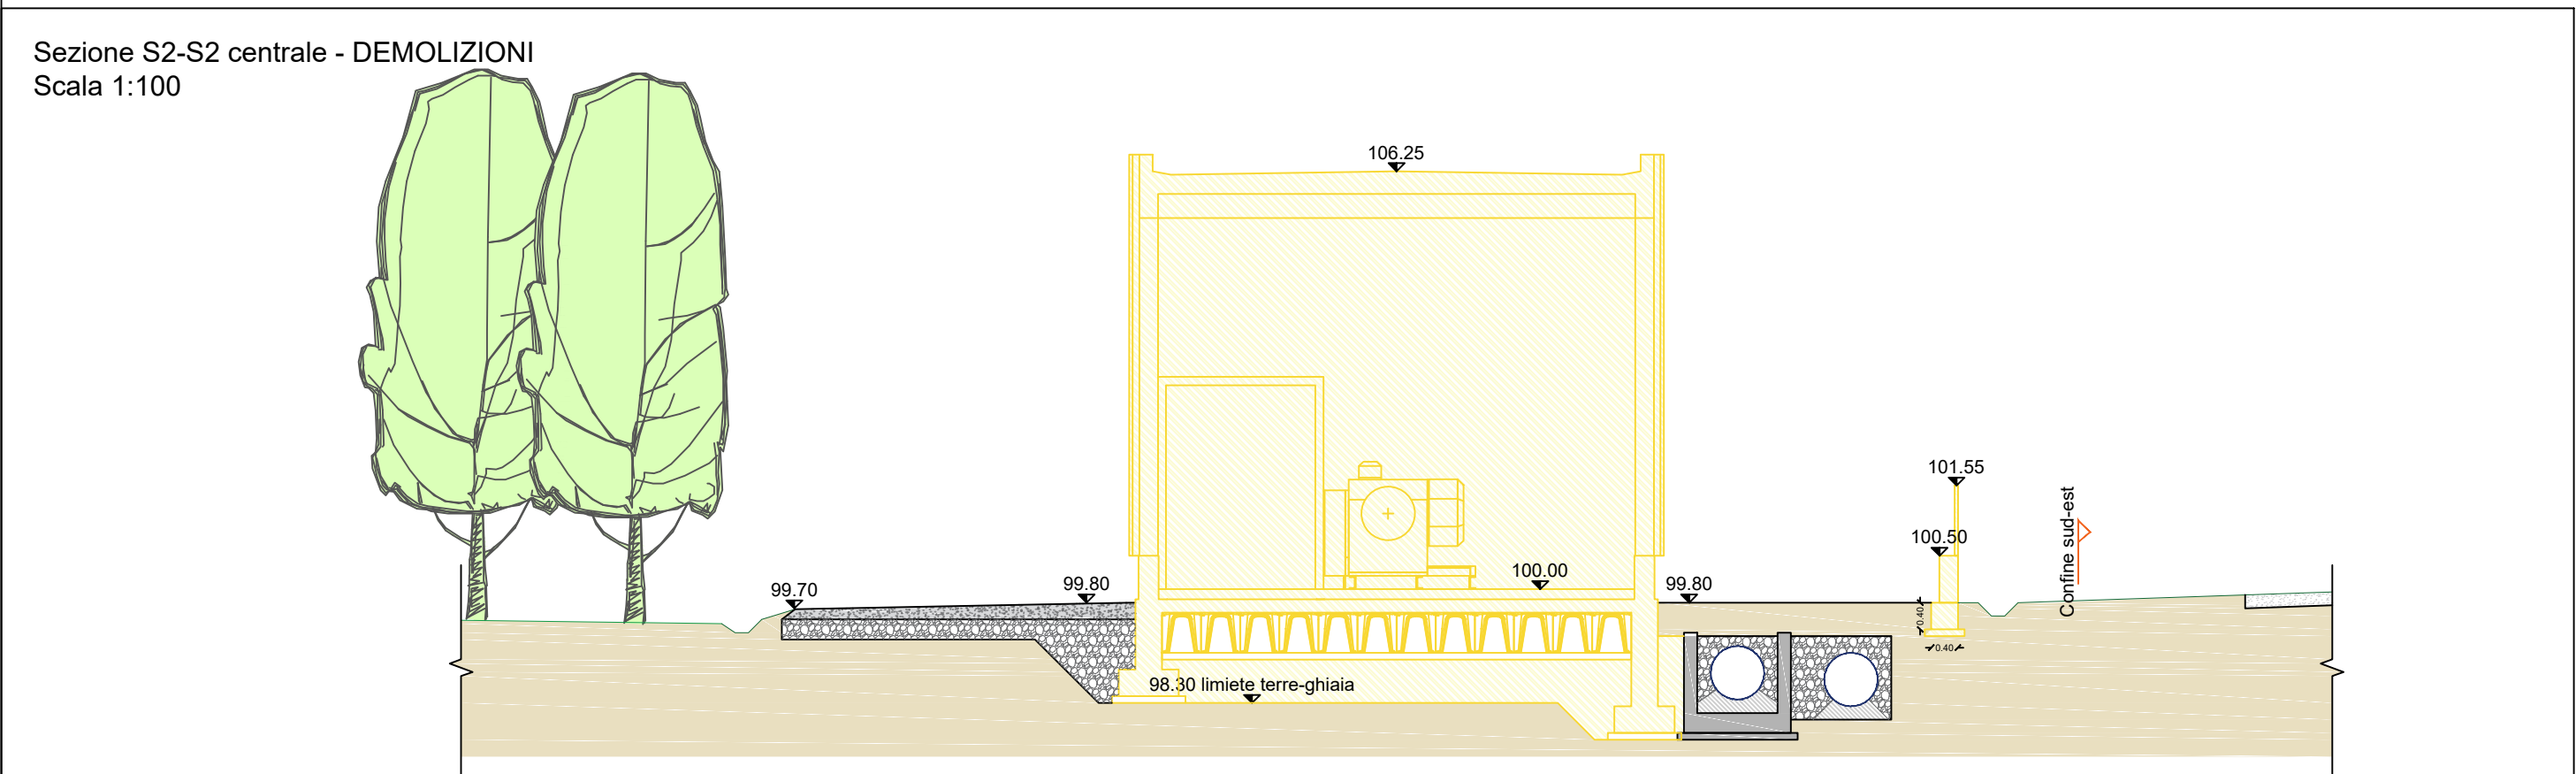 Sezione S2-S2 centrale - DEMOLIZIONI
Scala 1:100
106.25
101.55
100.50
Confine sud-est
100.00
99.70
99.80
99.80
0.40
0.40
98.30 limiete terre-ghiaia